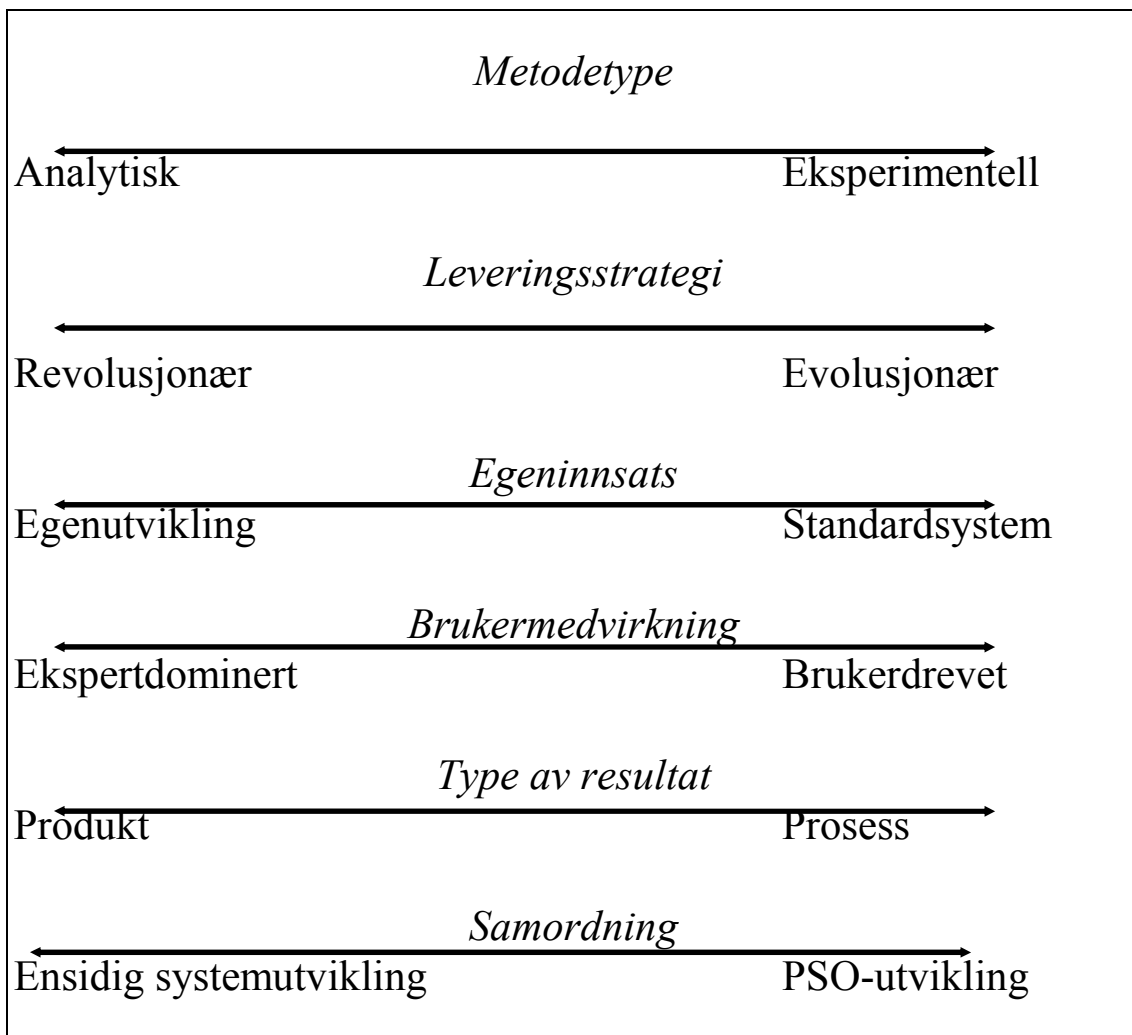 Metodetype
Analytisk Eksperimentell
Leveringsstrategi
Revolusjonær Evolusjonær
Egeninnsats
Egenutvikling Standardsystem
Brukermedvirkning
Ekspertdominert Brukerdrevet
Type av resultat
Produkt Prosess
Samordning
Ensidig systemutvikling PSO-utvikling